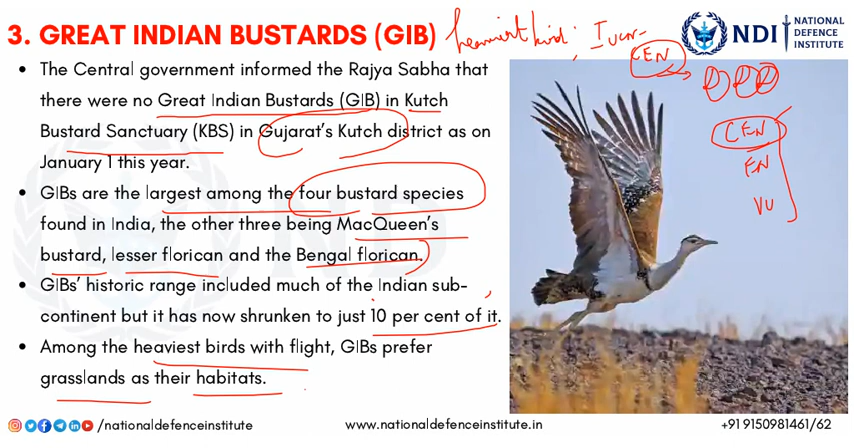 3. GREAT INDIAN BUSTARDS (GIB)
heaviest bird; IUCN-
CEN
NDI
NATIONAL
DEFENCE
INSTITUTE
CEN
EN
VU
• The Central government informed the Rajya Sabha that
there were no Great Indian Bustards (GIB) in Kutch
Bustard Sanctuary (KBS) in Gujarat's Kutch district as on
January 1 this year.
• GIBs are the largest among the four bustard species
found in India, the other three being MacQueen's
bustard, lesser florican and the Bengal florican.
• GIBs' historic range included much of the Indian sub-
continent but it has now shrunken to just 10 per cent of it.
• Among the heaviest birds with flight, GIBs prefer
grasslands as their habitats.
/nationaldefenceinstitute
www.nationaldefenceinstitute.in
+91 9150981461/62